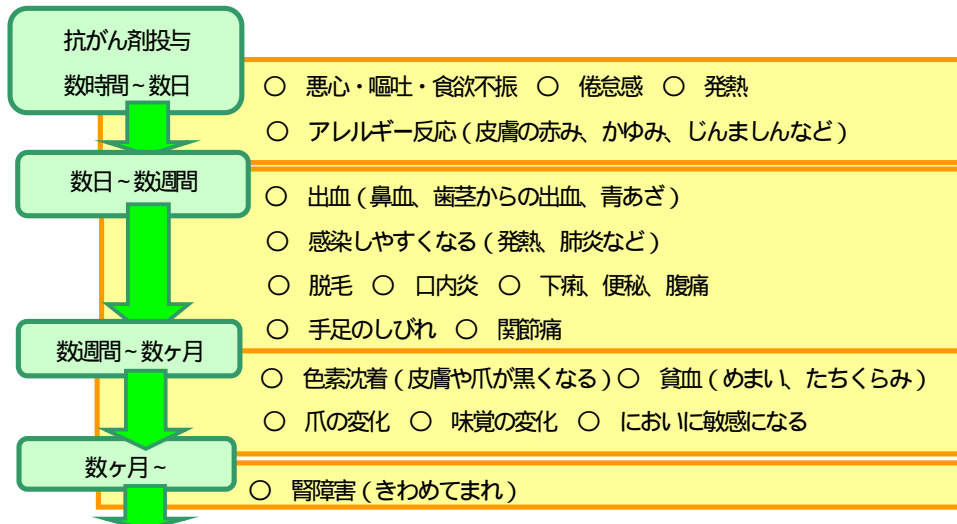 抗がん剤投与
数時間~数日
○ 悪心・嘔吐・食欲不振 ○ 倦怠感 ○ 発熱
○ アレルギー反応（皮膚の赤み、かゆみ、じんましんなど）
数日~数週間
○ 出血（鼻血、歯茎からの出血、青あざ）
○ 感染しやすくなる（発熱、肺炎など）
○ 脱毛 ○ 口内炎 ○ 下痢、便秘、腹痛
○ 手足のしびれ ○ 関節痛
数週間~数ヶ月
○ 色素沈着（皮膚や爪が黒くなる）○ 貧血（めまい、たちくらみ）
○ 爪の変化 ○ 味覚の変化 ○ においに敏感になる
数ヶ月~
○ 腎障害（きわめてまれ）